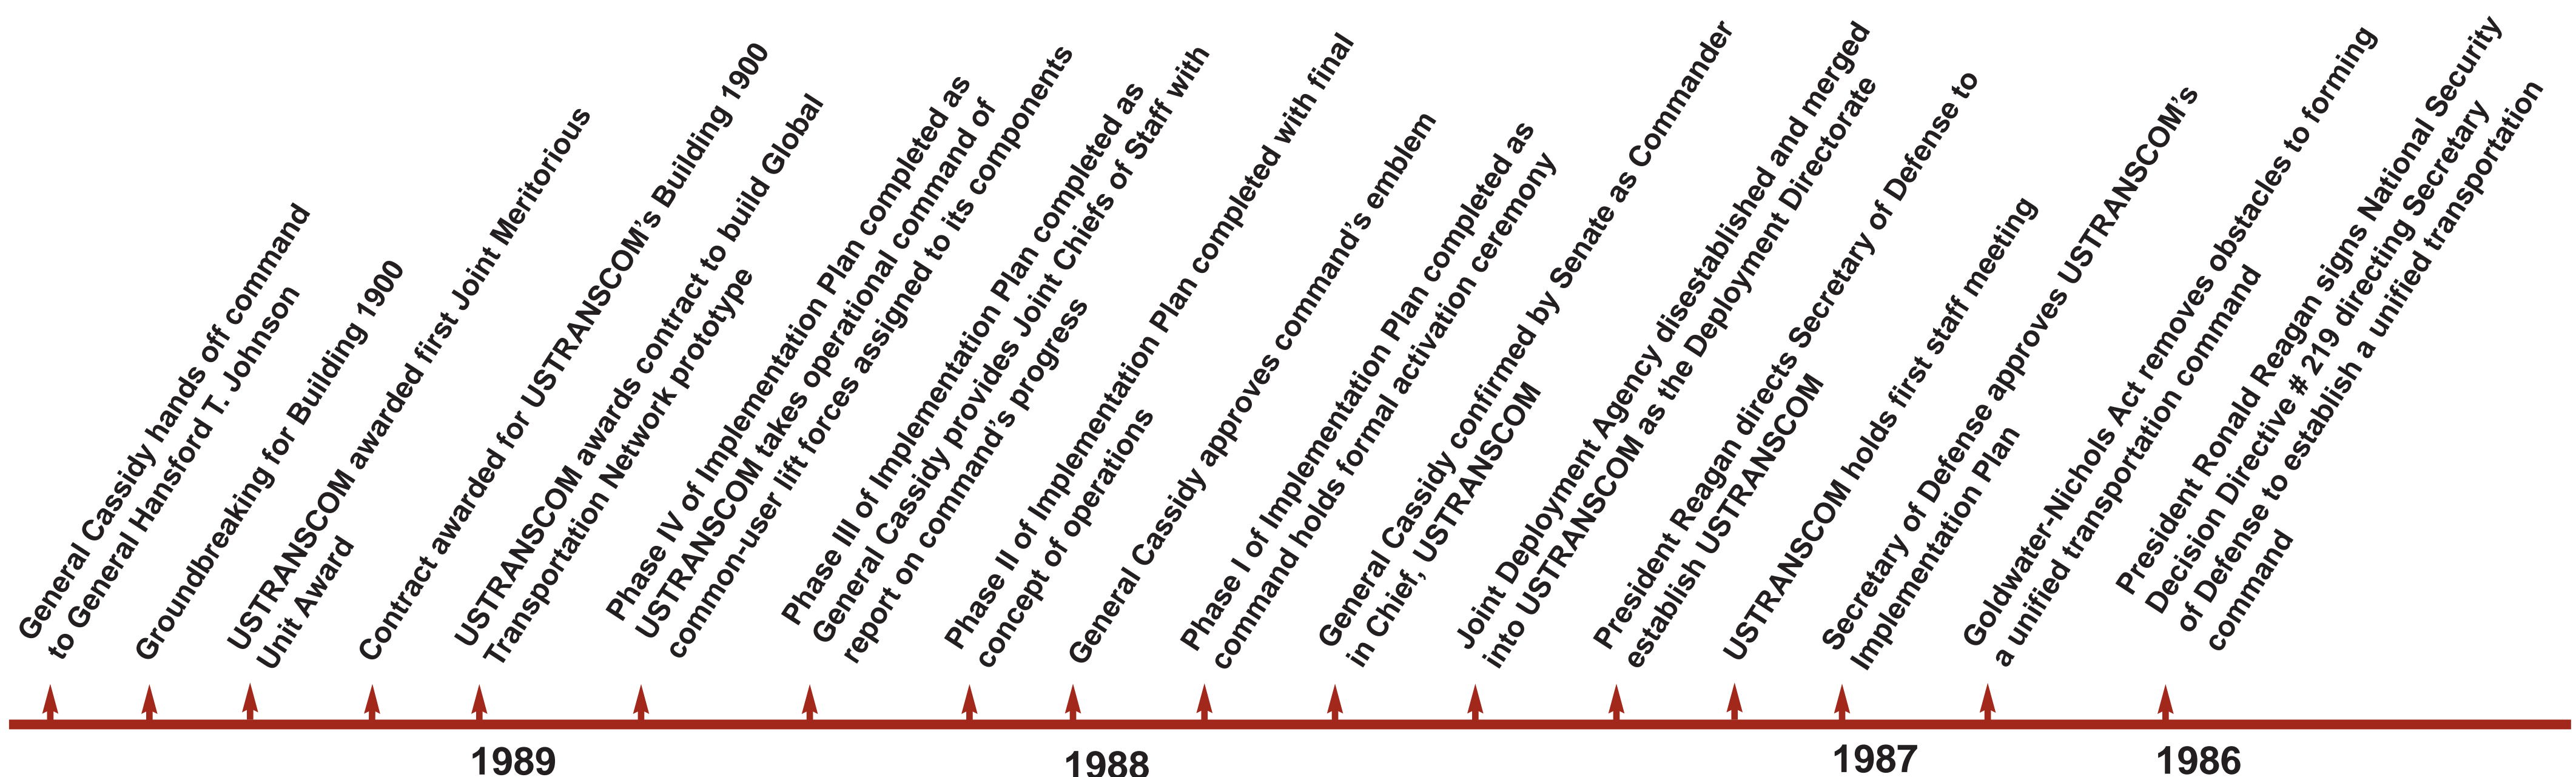 General Cassidy hands off command
to General Hansford T. Johnson
Groundbreaking for Building 1900
USTRANSCOM awarded first Joint Meritorious
Unit Award
Contract awarded for USTRANSCOM’s Building 1900
USTRANSCOM awards contract to build Global
Transportation Network prototype
Phase IV of Implementation Plan completed as
USTRANSCOM takes operational command of
common-user lift forces assigned to its components
Phase III of Implementation Plan completed as
General Cassidy provides Joint Chiefs of Staff with
report on command’s progress
Phase II of Implementation Plan completed with final
concept of operations
General Cassidy approves command’s emblem
Phase I of Implementation Plan completed as
command holds formal activation ceremony
General Cassidy confirmed by Senate as Commander
in Chief, USTRANSCOM
Joint Deployment Agency disestablished and merged
into USTRANSCOM as the Deployment Directorate
President Reagan directs Secretary of Defense to
establish USTRANSCOM
USTRANSCOM holds first staff meeting
Secretary of Defense approves USTRANSCOM’s
Implementation Plan
Goldwater-Nichols Act removes obstacles to forming
a unified transportation command
President Ronald Reagan signs National Security
Decision Directive # 219 directing Secretary
of Defense to establish a unified transportation
command
1989
1988
1987
1986